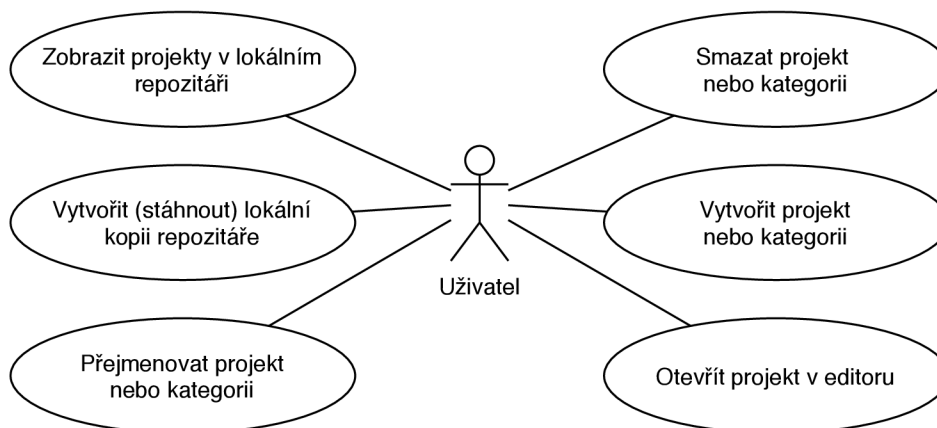 Zobrazit projekty v lokálním
repozitáři
Smazat projekt
nebo kategorii
Vytvořit (stáhnout) lokální
kopii repozitáře
Vytvořit projekt
nebo kategorii
Uživatel
Přejmenovat projekt
nebo kategorii
Otevřít projekt v editoru